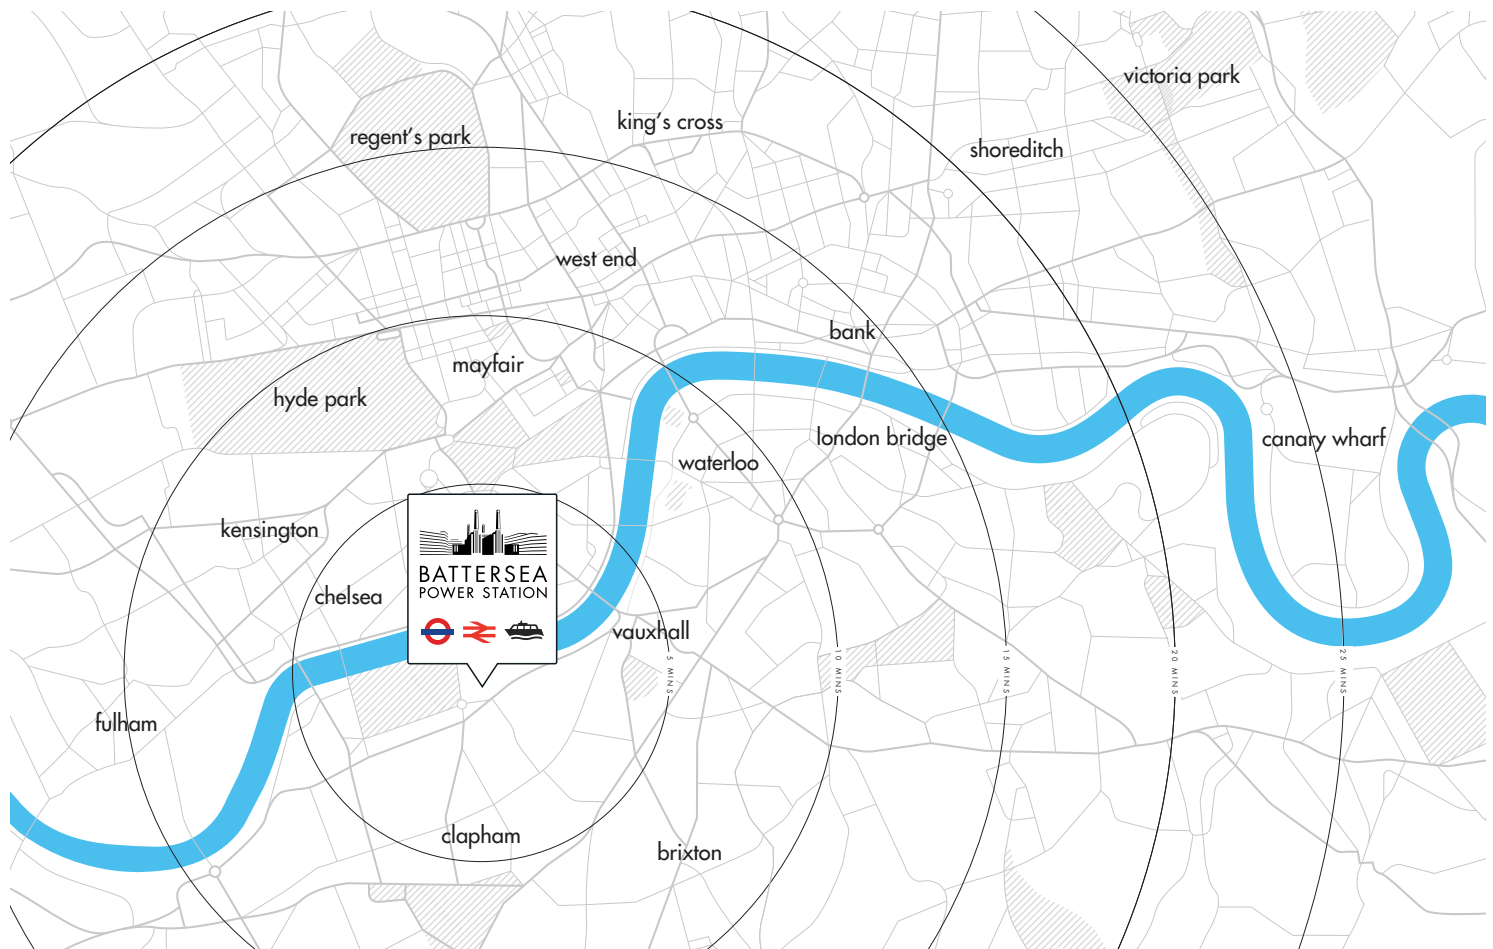 victoria park
king's cross
regent's park
shoreditch
west end
bank
mayfair
hyde park
london bridge
canary wharf
waterloo
kensington
BATTERSEA
POWER STATION
chelsea
vauxhall
5 MINS
10 MINS
15 MINS
20 MINS
25 MINS
fulham
clapham
brixton